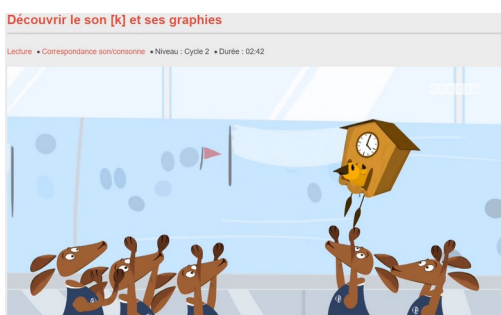 Découvrir le son [k] et ses graphies
Lecture • Correspondance son/consonne • Niveau : Cycle 2 • Durée : 02:42